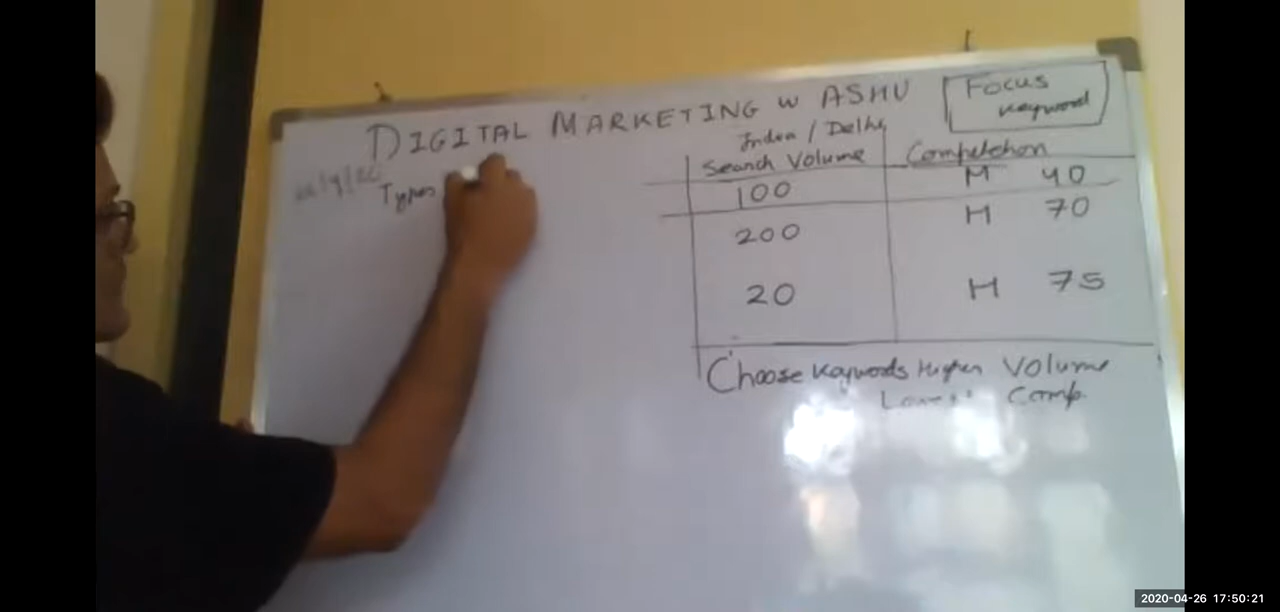 DIGITAL MARKETING W ASHU
Focus
Keyword
India / Delhi
Search Volume Competition
100 M 40
200 H 70
20 H 75
Types
Choose Keywords Higher Volume
Lower Comp.
2020-04-26 17:50:21